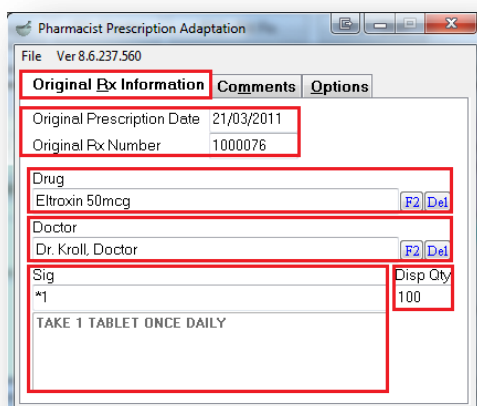 Pharmacist Prescription Adaptation
File Ver 8.6.237.560
Original Rx Information Comments Options
Original Prescription Date 21/03/2011
Original Rx Number 1000076
Drug
Eltroxin 50mcg F2 Del
Doctor
Dr. Kroll, Doctor F2 Del
Sig Disp Qty
*1 100
TAKE 1 TABLET ONCE DAILY